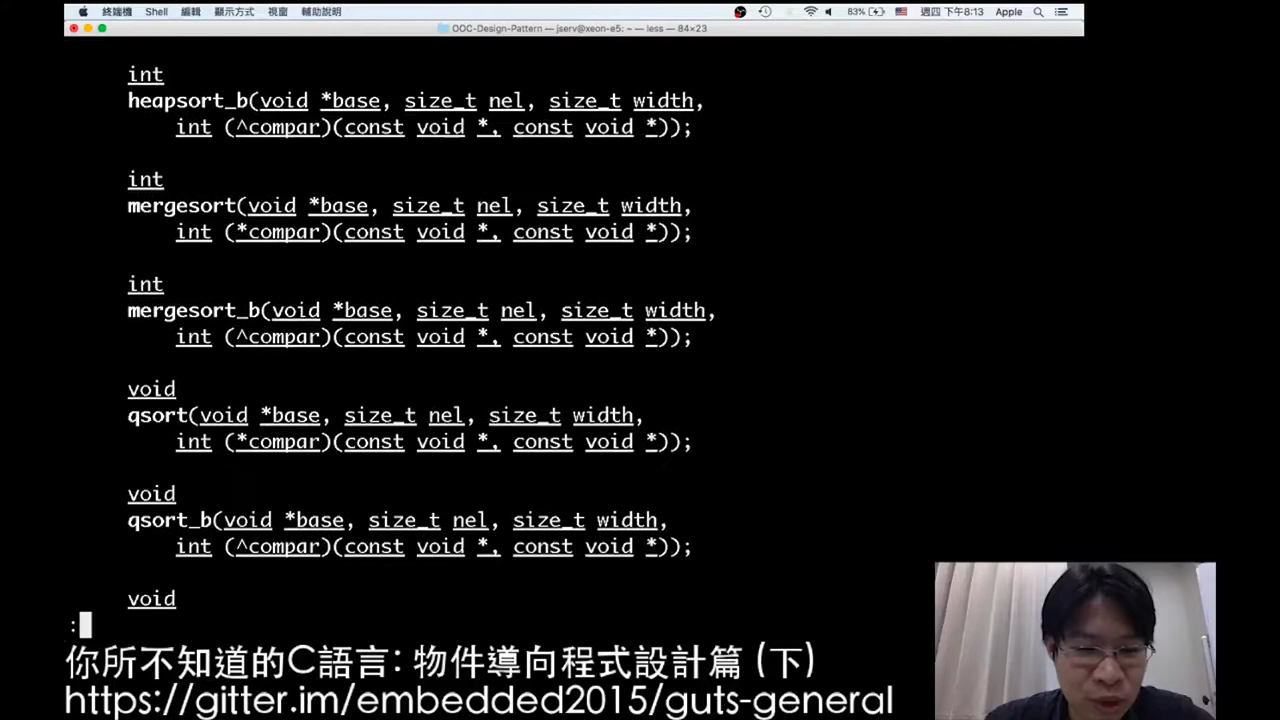 終端機 Shell 編輯 顯示方式 視窗 輔助說明 83% 週四 下午8:13 Apple
OOC-Design-Pattern — jserv@xeon-e5: ~ — less — 84×23
int
heapsort_b(void *base, size_t nel, size_t width,
int (^compar)(const void *, const void *));
int
mergesort(void *base, size_t nel, size_t width,
int (*compar)(const void *, const void *));
int
mergesort_b(void *base, size_t nel, size_t width,
int (^compar)(const void *, const void *));
void
qsort(void *base, size_t nel, size_t width,
int (*compar)(const void *, const void *));
void
qsort_b(void *base, size_t nel, size_t width,
int (^compar)(const void *, const void *));
void
:
你所不知道的C語言: 物件導向程式設計篇 (下)
https://gitter.im/embedded2015/guts-general